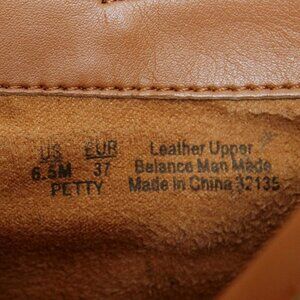 US EUR Leather Upper
6.5M 37 Balance Man Made
PETTY Made in China 32135